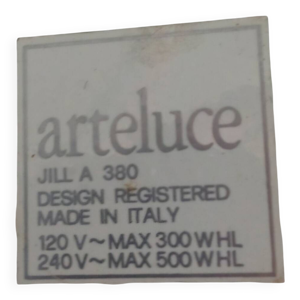 arteluce
JILL A 380
DESIGN REGISTERED
MADE IN ITALY
120 V~MAX 300 W HL
240 V~MAX 500 W HL